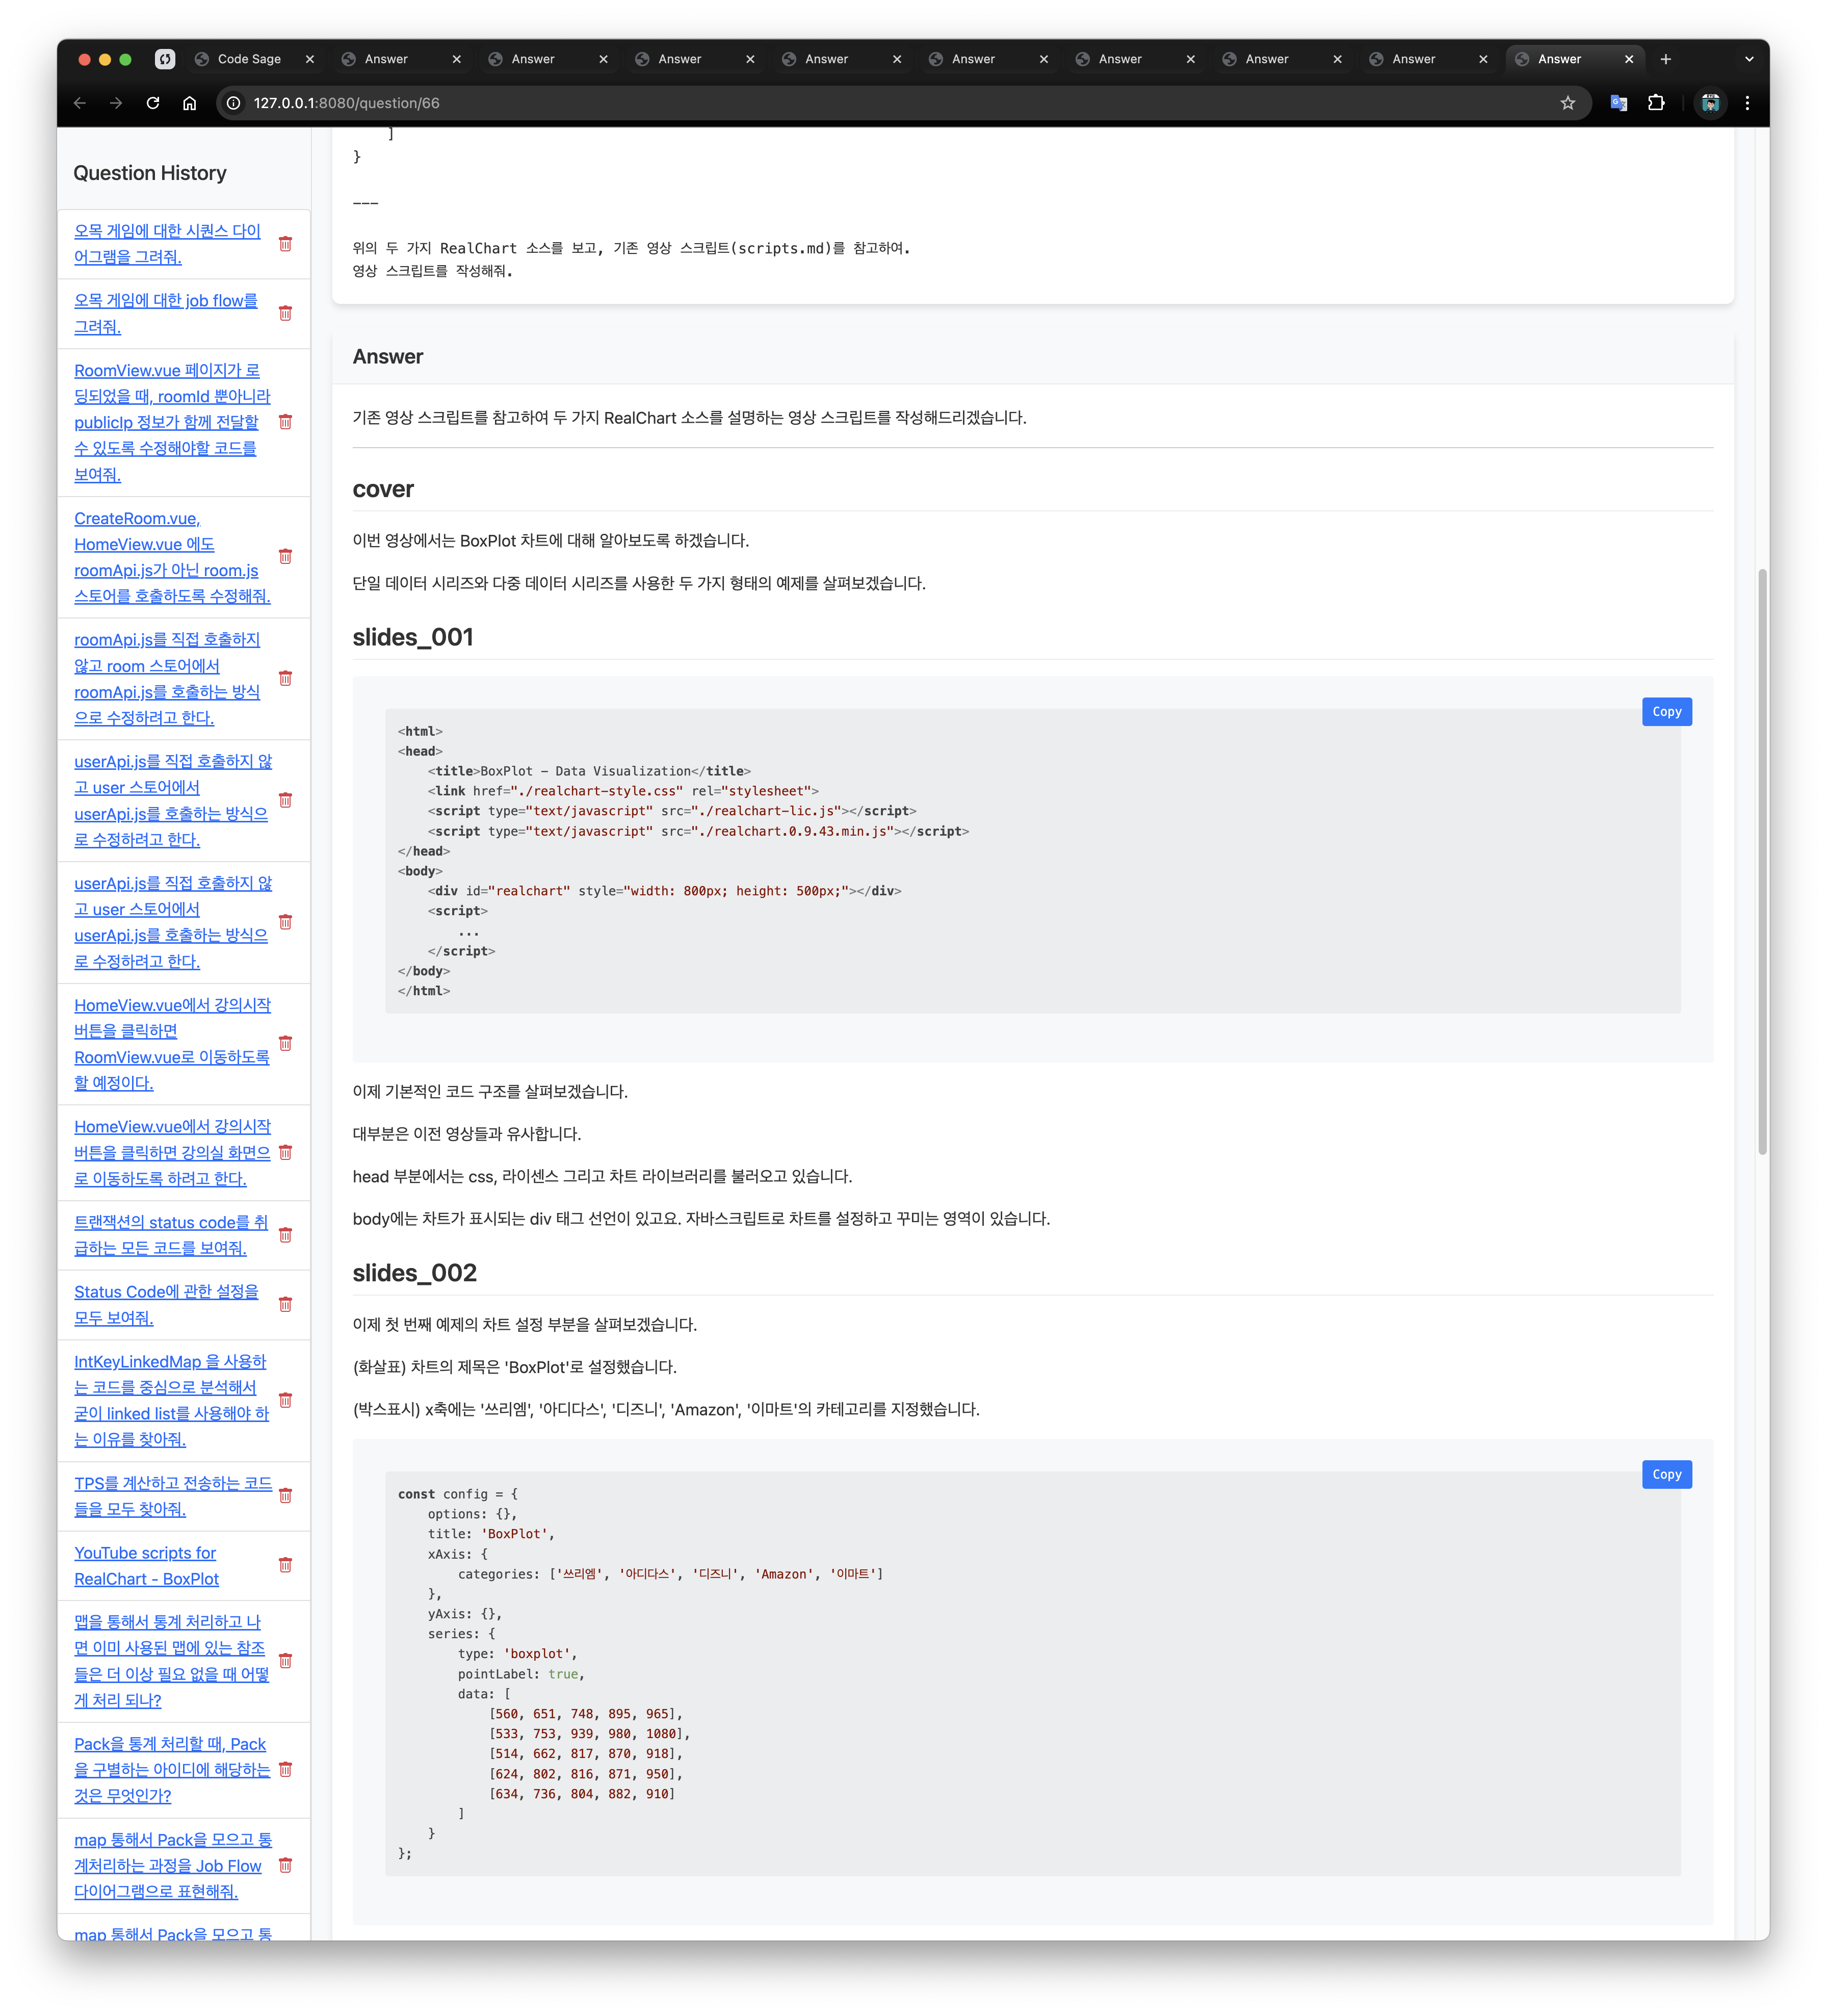 Code Sage
Answer
Answer
Answer
Answer
Answer
Answer
Answer
Answer
Answer
127.0.0.1:8080/question/66
Question History
오목 게임에 대한 시퀀스 다이
어그램을 그려줘.
오목 게임에 대한 job flow를
그려줘.
RoomView.vue 페이지가 로
딩되었을 때, roomId 뿐아니라
publicIp 정보가 함께 전달할
수 있도록 수정해야할 코드를
보여줘.
CreateRoom.vue,
HomeView.vue 에도
roomApi.js가 아닌 room.js
스토어를 호출하도록 수정해줘.
roomApi.js를 직접 호출하지
않고 room 스토어에서
roomApi.js를 호출하는 방식
으로 수정하려고 한다.
userApi.js를 직접 호출하지 않
고 user 스토어에서
userApi.js를 호출하는 방식으
로 수정하려고 한다.
userApi.js를 직접 호출하지 않
고 user 스토어에서
userApi.js를 호출하는 방식으
로 수정하려고 한다.
HomeView.vue에서 강의시작
버튼을 클릭하면
RoomView.vue로 이동하도록
할 예정이다.
HomeView.vue에서 강의시작
버튼을 클릭하면 강의실 화면으
로 이동하도록 하려고 한다.
트랜잭션의 status code를 취
급하는 모든 코드를 보여줘.
Status Code에 관한 설정을
모두 보여줘.
IntKeyLinkedMap 을 사용하
는 코드를 중심으로 분석해서
굳이 linked list를 사용해야 하
는 이유를 찾아줘.
TPS를 계산하고 전송하는 코드
들을 모두 찾아줘.
YouTube scripts for
RealChart - BoxPlot
맵을 통해서 통계 처리하고 나
면 이미 사용된 맵에 있는 참조
들은 더 이상 필요 없을 때 어떻
게 처리 되나?
Pack을 통계 처리할 때, Pack
을 구별하는 아이디에 해당하는
것은 무엇인가?
map 통해서 Pack을 모으고 통
계처리하는 과정을 Job Flow
다이어그램으로 표현해줘.
map 통해서 Pack을 모으고 통
]
}
---
위의 두 가지 RealChart 소스를 보고, 기존 영상 스크립트(scripts.md)를 참고하여.
영상 스크립트를 작성해줘.
Answer
기존 영상 스크립트를 참고하여 두 가지 RealChart 소스를 설명하는 영상 스크립트를 작성해드리겠습니다.
cover
이번 영상에서는 BoxPlot 차트에 대해 알아보도록 하겠습니다.
단일 데이터 시리즈와 다중 데이터 시리즈를 사용한 두 가지 형태의 예제를 살펴보겠습니다.
slides_001
Copy
<html>
<head>
    <title>BoxPlot - Data Visualization</title>
    <link href="./realchart-style.css" rel="stylesheet">
    <script type="text/javascript" src="./realchart-lic.js"></script>
    <script type="text/javascript" src="./realchart.0.9.43.min.js"></script>
</head>
<body>
    <div id="realchart" style="width: 800px; height: 500px;"></div>
    <script>
        ...
    </script>
</body>
</html>
이제 기본적인 코드 구조를 살펴보겠습니다.
대부분은 이전 영상들과 유사합니다.
head 부분에서는 css, 라이센스 그리고 차트 라이브러리를 불러오고 있습니다.
body에는 차트가 표시되는 div 태그 선언이 있고요. 자바스크립트로 차트를 설정하고 꾸미는 영역이 있습니다.
slides_002
이제 첫 번째 예제의 차트 설정 부분을 살펴보겠습니다.
(화살표) 차트의 제목은 'BoxPlot'로 설정했습니다.
(박스표시) x축에는 '쓰리엠', '아디다스', '디즈니', 'Amazon', '이마트'의 카테고리를 지정했습니다.
Copy
const config = {
    options: {},
    title: 'BoxPlot',
    xAxis: {
        categories: ['쓰리엠', '아디다스', '디즈니', 'Amazon', '이마트']
    },
    yAxis: {},
    series: {
        type: 'boxplot',
        pointLabel: true,
        data: [
            [560, 651, 748, 895, 965],
            [533, 753, 939, 980, 1080],
            [514, 662, 817, 870, 918],
            [624, 802, 816, 871, 950],
            [634, 736, 804, 882, 910]
        ]
    }
};